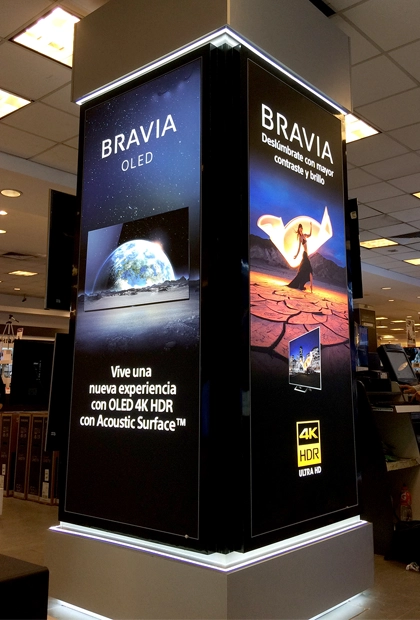 BRAVIA
OLED
Vive una
nueva experiencia
con OLED 4K HDR
con Acoustic Surface™
BRAVIA
Deslúmbrate con mayor
contraste y brillo
4K
HDR
ULTRA HD